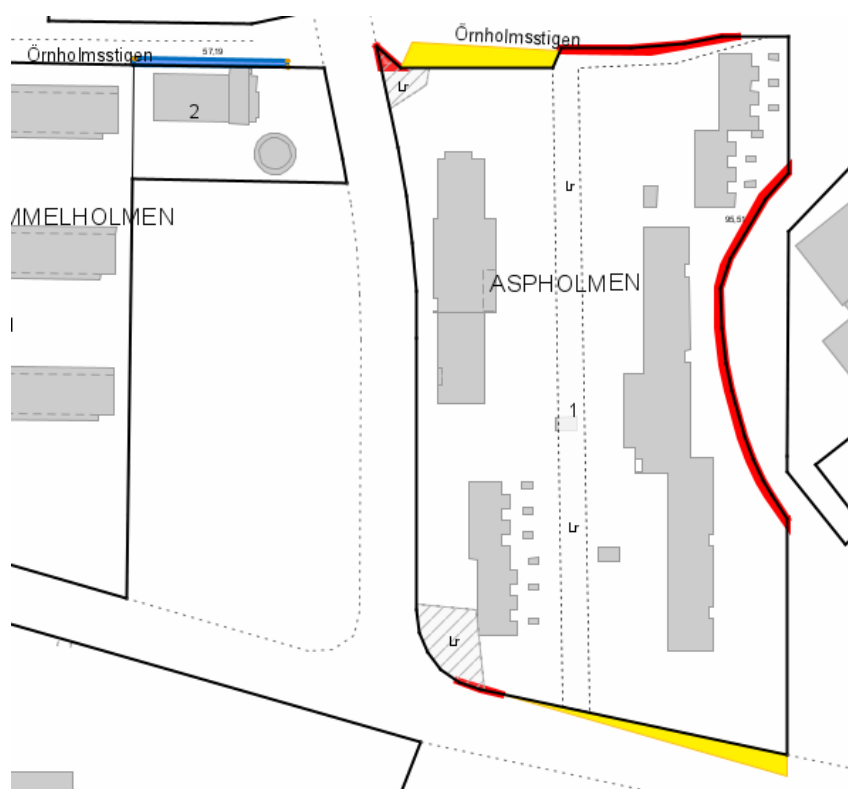 Örnholmsstigen
57,19
Örnholmsstigen
Lr
2
Lr
MMELHOLMEN
95,51
ASPHOLMEN
1
Lr
Lr